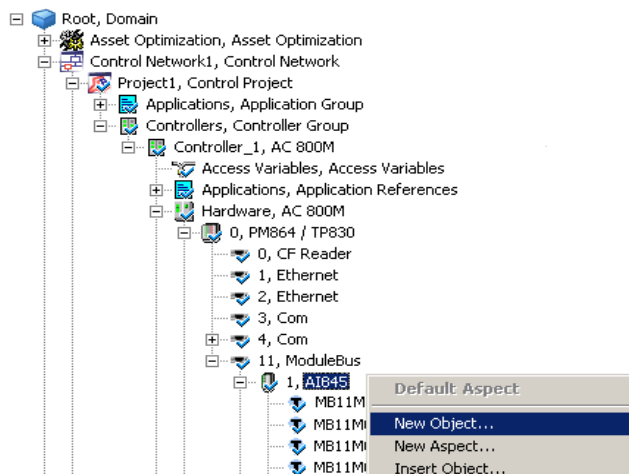 Root, Domain
Asset Optimization, Asset Optimization
Control Network1, Control Network
Project1, Control Project
Applications, Application Group
Controllers, Controller Group
Controller_1, AC 800M
Access Variables, Access Variables
Applications, Application References
Hardware, AC 800M
0, PM864 / TP830
0, CF Reader
1, Ethernet
2, Ethernet
3, Com
4, Com
11, ModuleBus
1, AI845
Default Aspect
MB11M
New Object...
MB11M
New Aspect...
MB11M
Insert Object...
MB11M